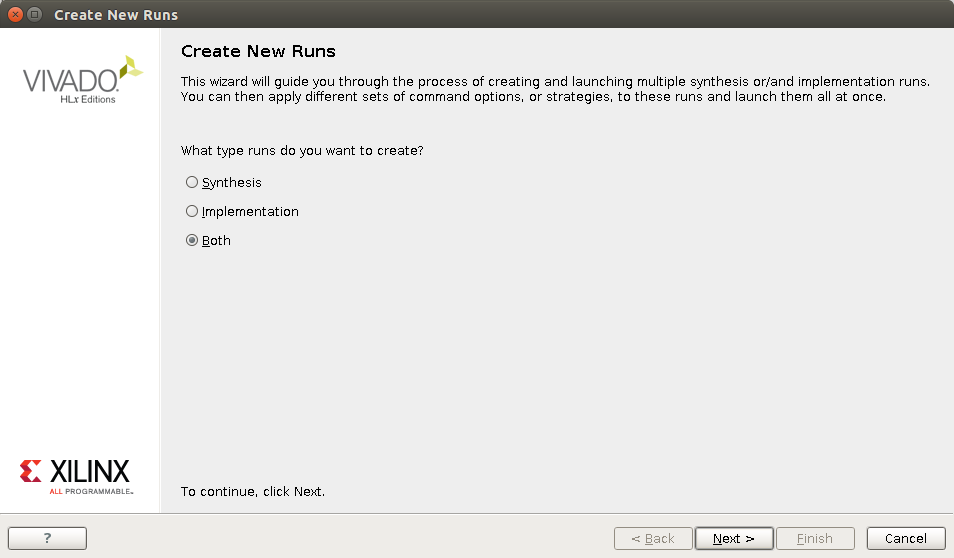 Create New Runs
VIVADO.
HLx Editions
Create New Runs
This wizard will guide you through the process of creating and launching multiple synthesis or/and implementation runs.
You can then apply different sets of command options, or strategies, to these runs and launch them all at once.
What type runs do you want to create?
Synthesis
Implementation
Both
XILINX
ALL PROGRAMMABLE™
To continue, click Next.
?
< Back
Next >
Finish
Cancel